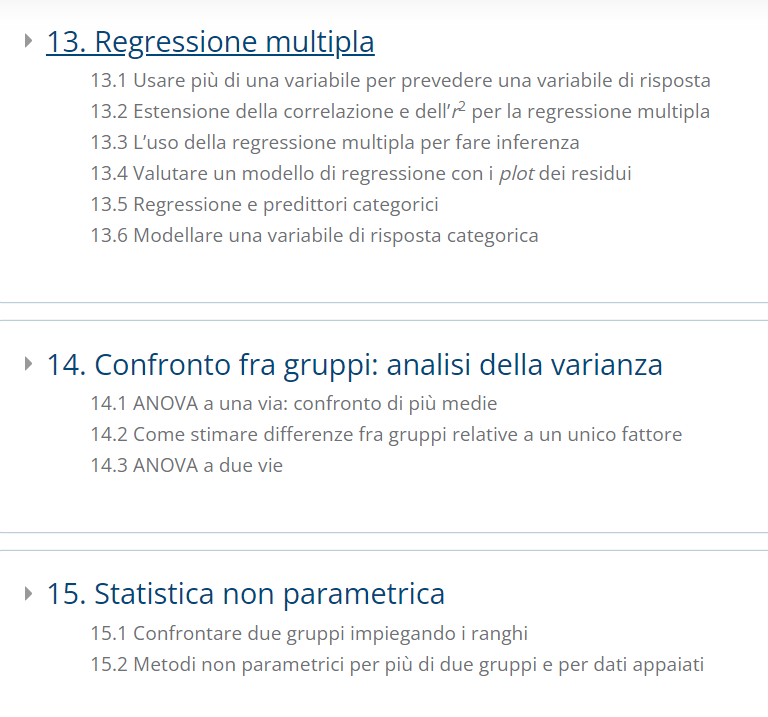 13. Regressione multipla
13.1 Usare più di una variabile per prevedere una variabile di risposta
13.2 Estensione della correlazione e dell'r² per la regressione multipla
13.3 L’uso della regressione multipla per fare inferenza
13.4 Valutare un modello di regressione con i plot dei residui
13.5 Regressione e predittori categorici
13.6 Modellare una variabile di risposta categorica
14. Confronto fra gruppi: analisi della varianza
14.1 ANOVA a una via: confronto di più medie
14.2 Come stimare differenze fra gruppi relative a un unico fattore
14.3 ANOVA a due vie
15. Statistica non parametrica
15.1 Confrontare due gruppi impiegando i ranghi
15.2 Metodi non parametrici per più di due gruppi e per dati appaiati